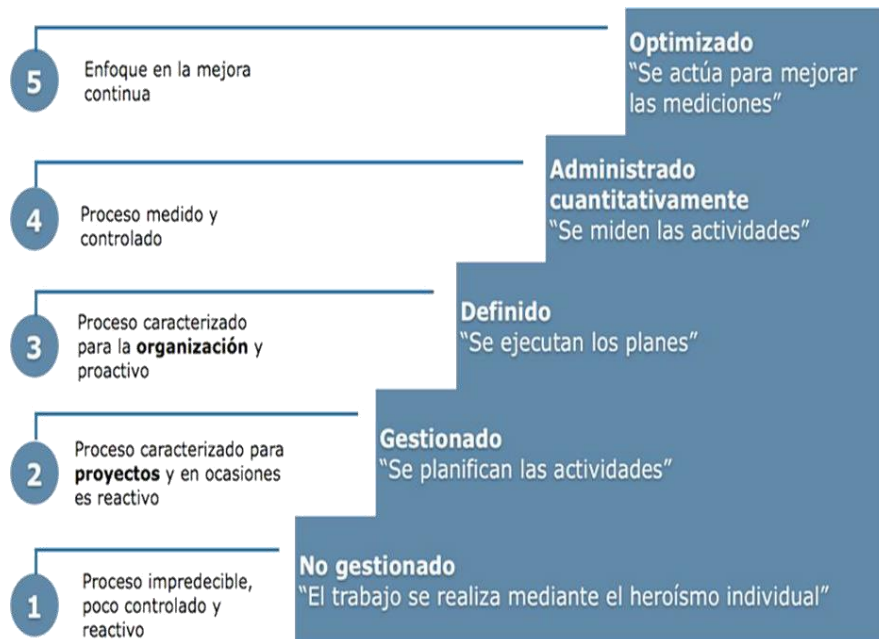 5
Enfoque en la mejora
continua
Optimizado
“Se actúa para mejorar
las mediciones”
4
Proceso medido y
controlado
Administrado
cuantitativamente
“Se miden las actividades”
3
Proceso caracterizado
para la organización y
proactivo
Definido
“Se ejecutan los planes”
2
Proceso caracterizado para
proyectos y en ocasiones
es reactivo
Gestionado
“Se planifican las actividades”
1
Proceso impredecible,
poco controlado y
reactivo
No gestionado
“El trabajo se realiza mediante el heroísmo individual”